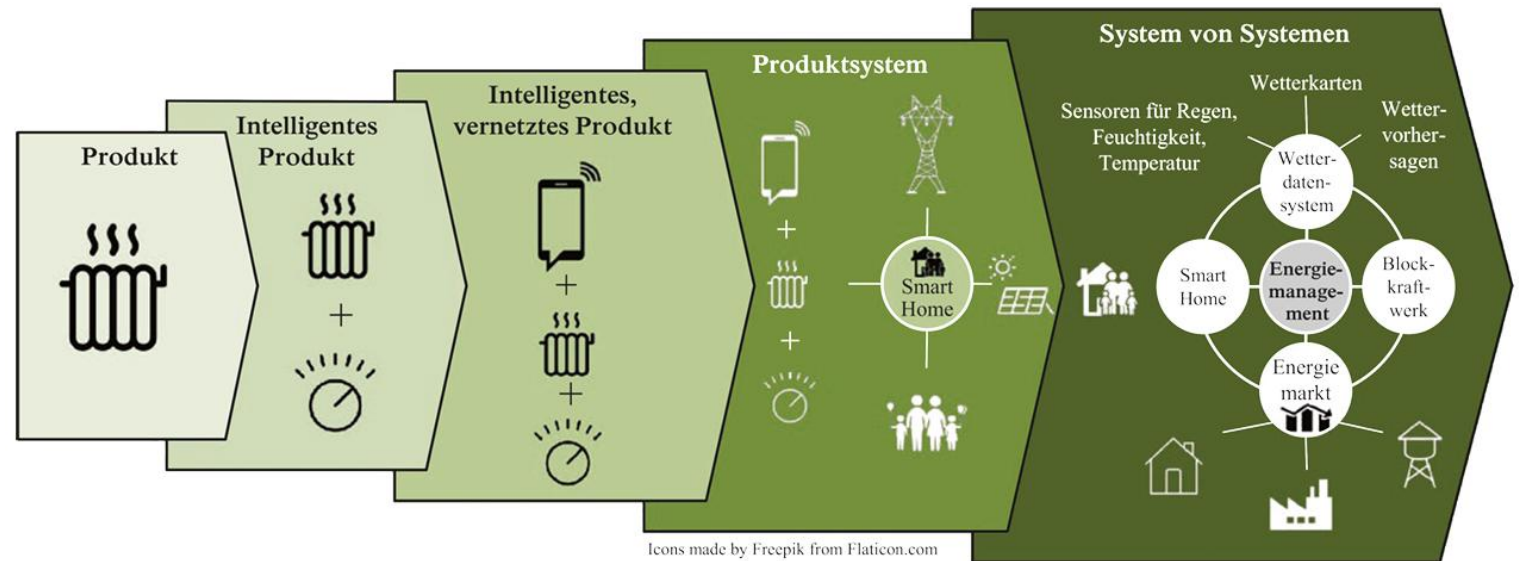 Produkt
Intelligentes
Produkt
Intelligentes,
vernetztes Produkt
Produktsystem
Smart
Home
System von Systemen
Wetterkarten
Sensoren für Regen,
Feuchtigkeit,
Temperatur
Wetter-
vorher-
sagen
Wetter-
daten-
system
Smart
Home
Energie-
manage-
ment
Block-
kraft-
werk
Energie
markt
Icons made by Freepik from Flaticon.com